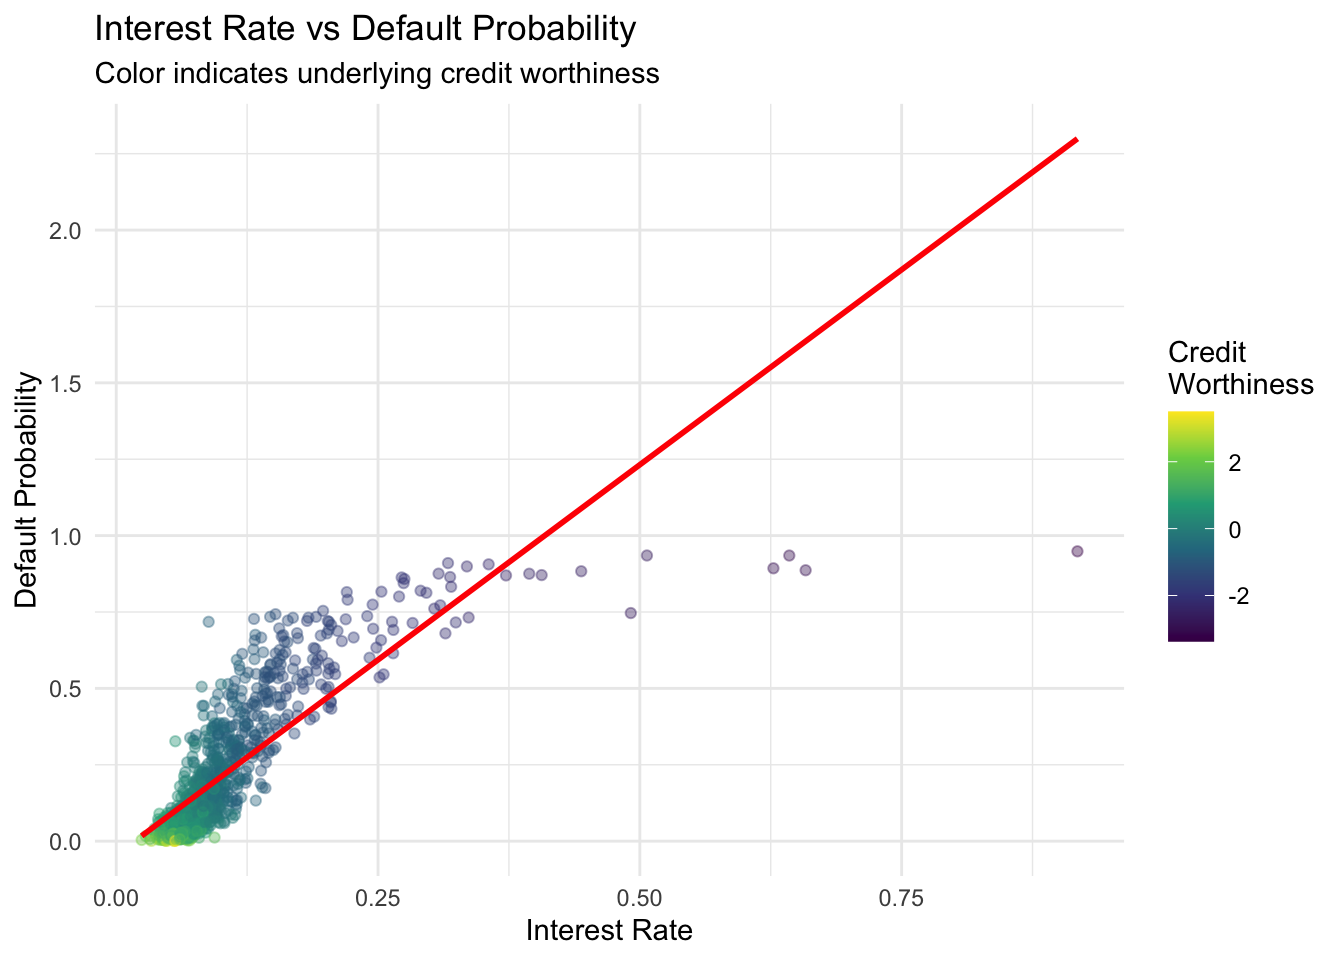 Interest Rate vs Default Probability
Color indicates underlying credit worthiness
2.0
1.5
1.0
0.5
0.0
Default Probability
0.00
0.25
0.50
0.75
Interest Rate
Credit
Worthiness
2
0
-2